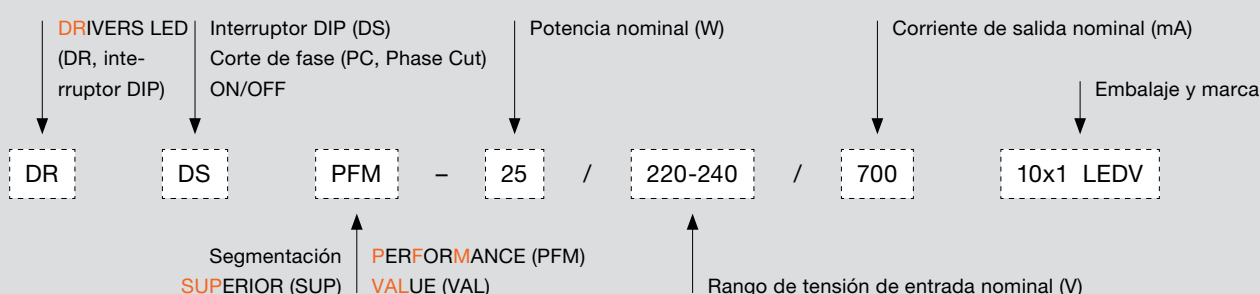 DRIVERS LED
(DR, inte-
rruptor DIP)
Interruptor DIP (DS)
Corte de fase (PC, Phase Cut)
ON/OFF
Potencia nominal (W)
Corriente de salida nominal (mA)
Embalaje y marca
DR DS PFM – 25 / 220-240 / 700 10x1 LEDV
Segmentación
SUPERIOR (SUP)
PERFORMANCE (PFM)
VALUE (VAL)
Rango de tensión de entrada nominal (V)